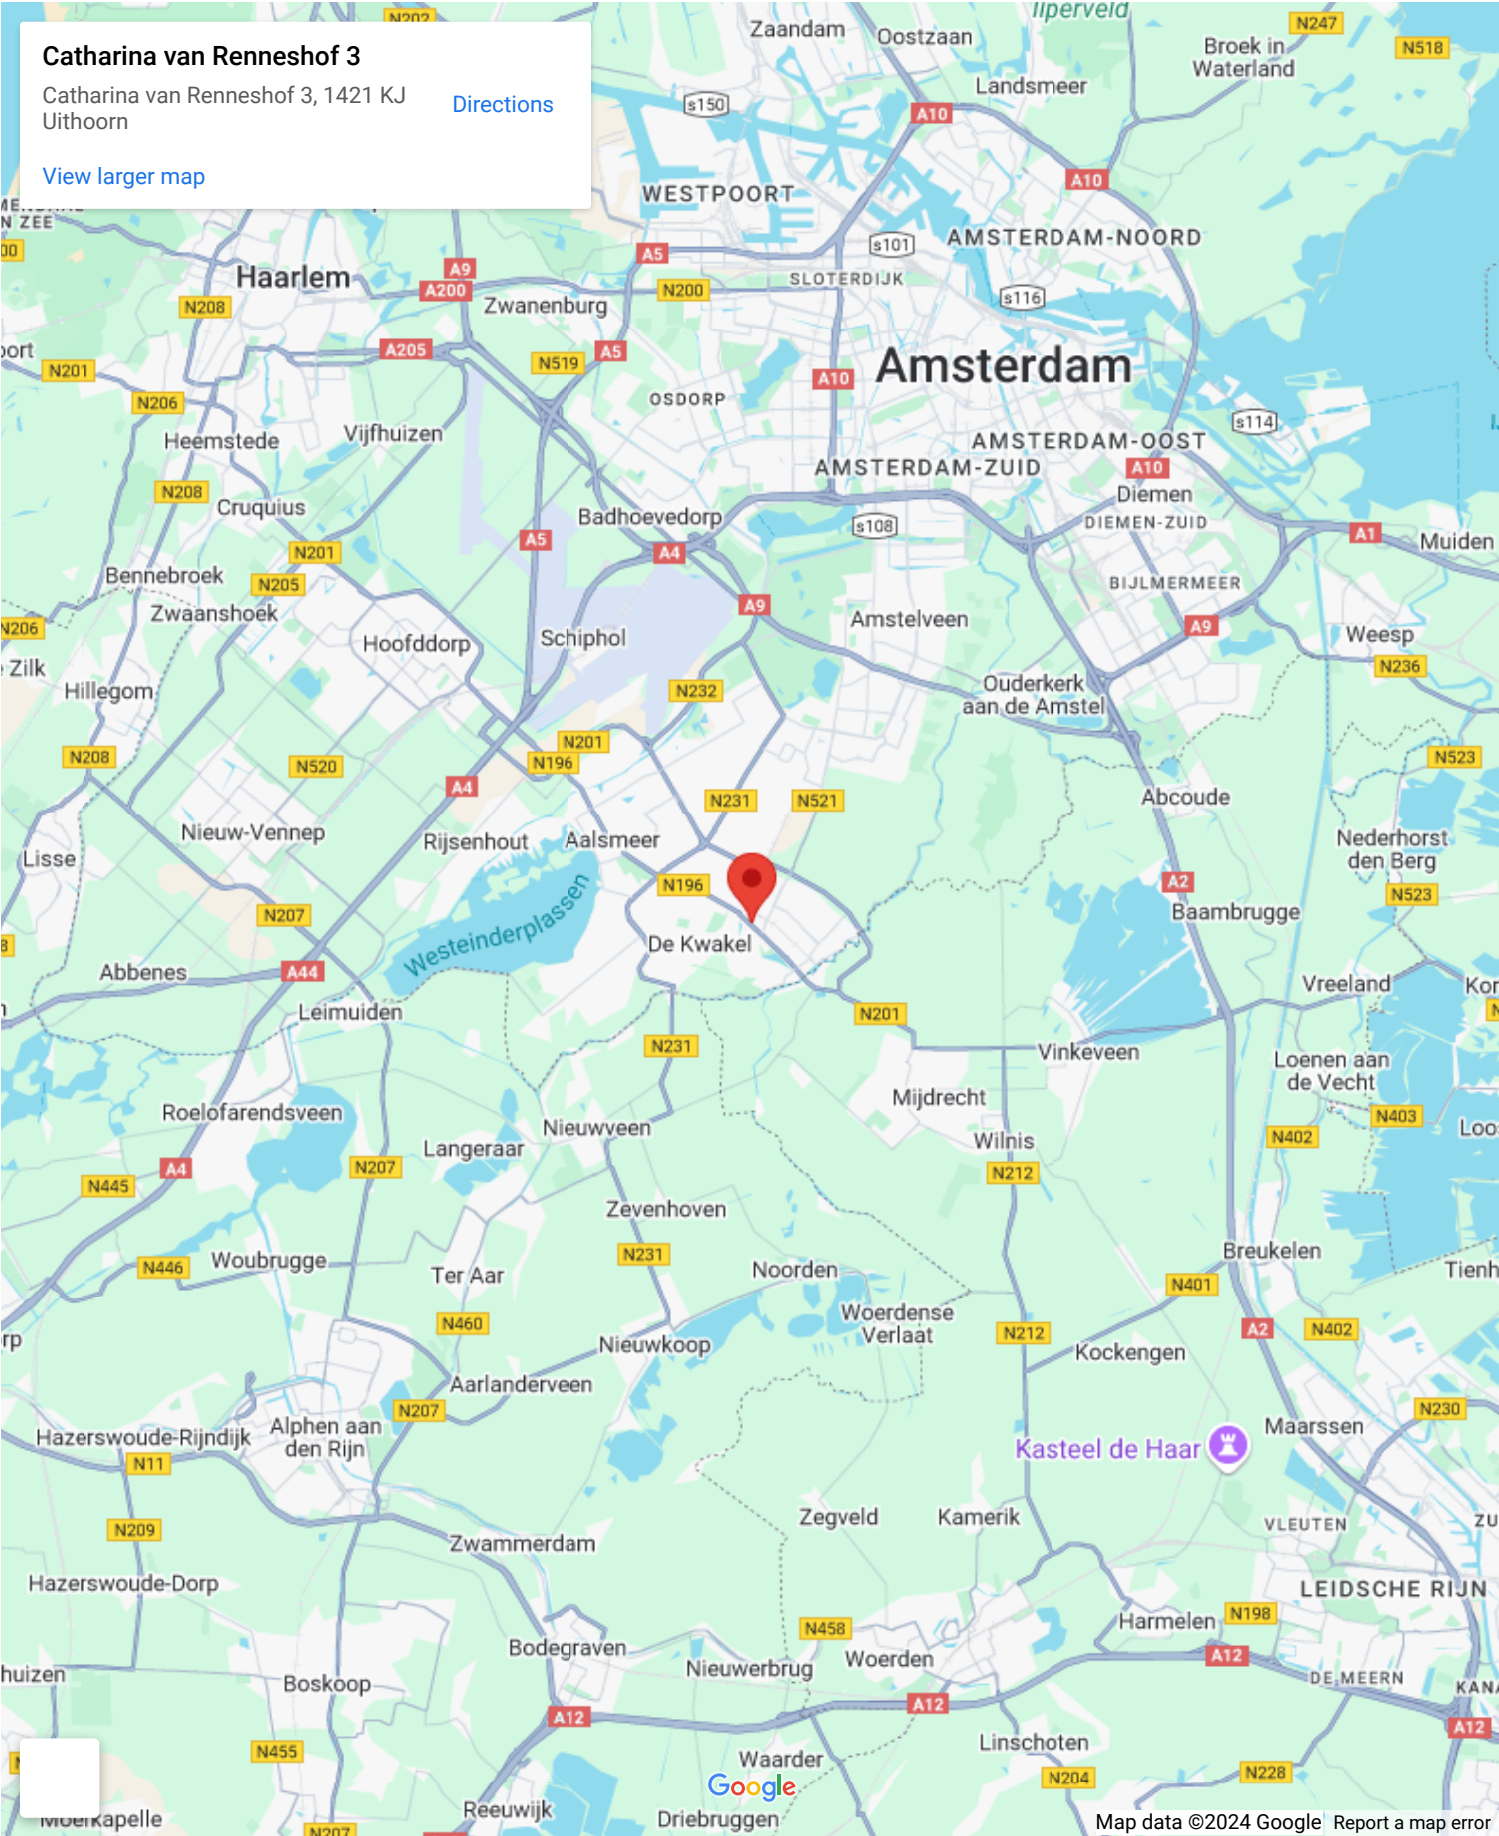 N202
Ilperveld
Zaandam
Oostzaan
N247
N518
Broek in
Waterland
Catharina van Renneshof 3
Catharina van Renneshof 3, 1421 KJ
Uithoorn
Directions
View larger map
Landsmeer
s150
A10
A10
WESTPOORT
N ZEE
s101
AMSTERDAM-NOORD
A5
A9
Haarlem
A200
N200
SLOTERDIJK
s116
N208
Zwanenburg
A205
A5
N519
Amsterdam
N201
A10
N206
OSDORP
s114
Heemstede
Vijfhuizen
AMSTERDAM-OOST
AMSTERDAM-ZUID
A10
N208
Cruquius
Diemen
Badhoevedorp
s108
DIEMEN-ZUID
A5
A4
A1
Muiden
N201
Bennebroek
N205
BIJLMERMEER
Zwaanshoek
A9
Amstelveen
A9
N206
Hoofddorp
Schiphol
Weesp
Zilk
N236
Hillegom
N232
Ouderkerk
aan de Amstel
N201
N208
N520
N196
N523
A4
N231
N521
Abcoude
Nieuw-Vennep
Rijsenhout
Aalsmeer
Nederhorst
den Berg
Lisse
N196
A2
N523
N207
Westeinderplassen
Baambrugge
De Kwakel
Abbenes
A44
Vreeland
Leimuiden
N201
N231
Vinkeveen
Loenen aan
de Vecht
Mijdrecht
Roelofarendsveen
N403
Nieuwveen
N402
Langeraar
Wilnis
A4
N207
N212
N445
Zevenhoven
N231
Breukelen
N446
Woubrugge
Ter Aar
Noorden
N401
Woerdense
Verlaat
N460
N212
A2
N402
Nieuwkoop
Kockengen
Aarlanderveen
N207
N230
Alphen aan
den Rijn
Maarssen
Hazerswoude-Rijndijk
Kasteel de Haar
N11
Zegveld
Kamerik
VLEUTEN
N209
Zwammerdam
Hazerswoude-Dorp
LEIDSCHE RIJN
N198
Harmelen
N458
Bodegraven
Woerden
A12
Nieuwerbrug
Boskoop
DE MEERN
A12
A12
A12
Linschoten
N455
Waarder
N228
N204
Google
Reeuwijk
Driebruggen
Moerkapelle
N207
Map data ©2024 Google
Report a map error